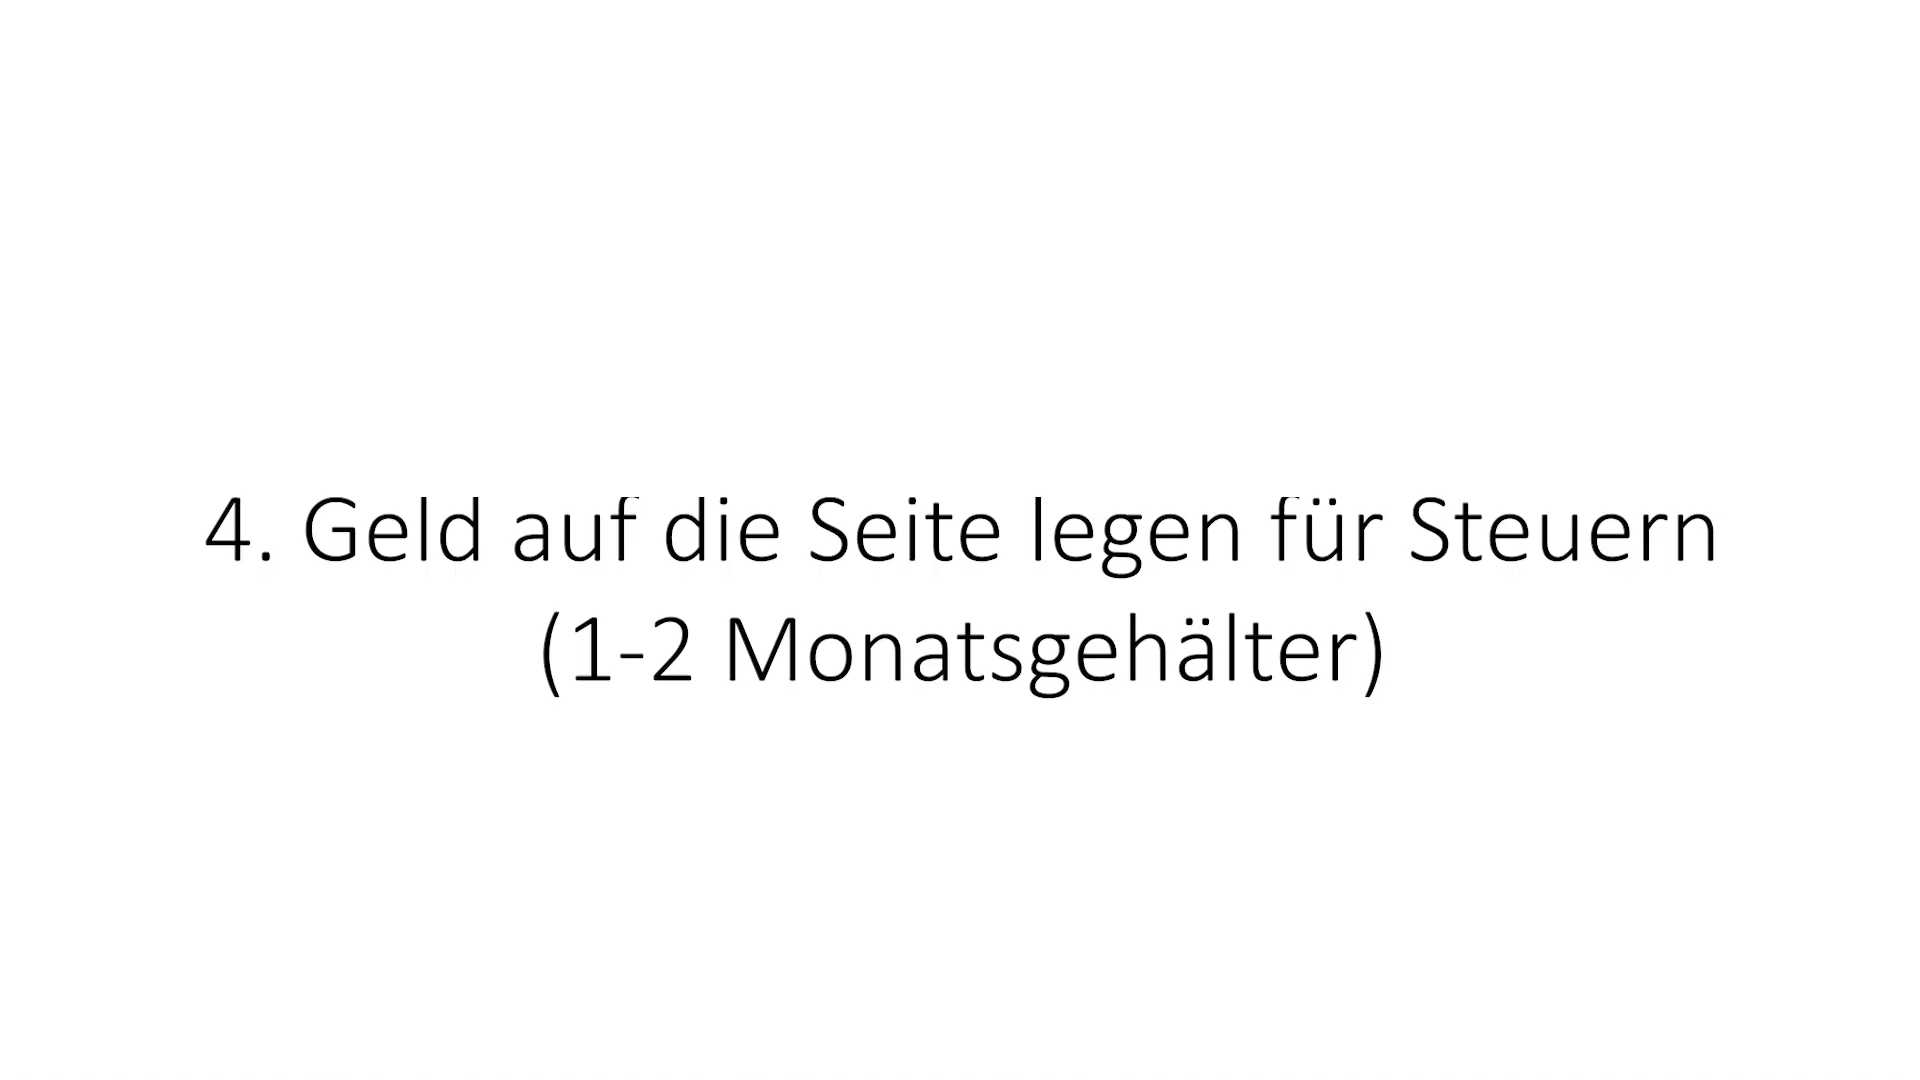 4. Geld auf die Seite legen für Steuern
(1-2 Monatsgehälter)